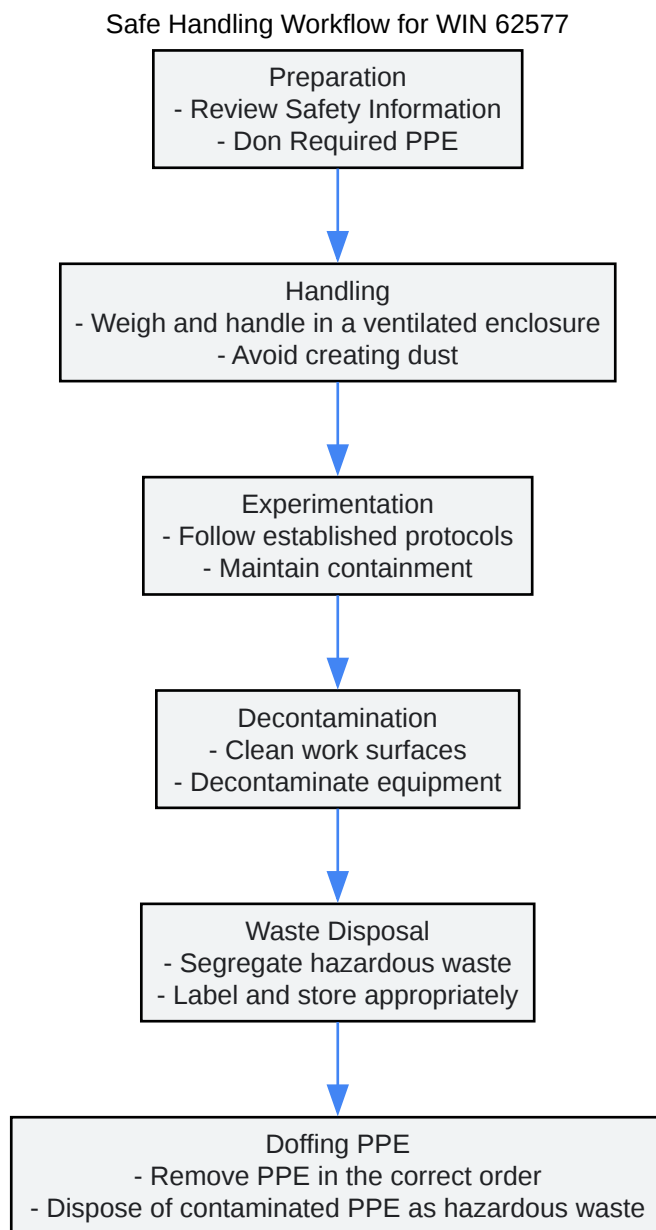 Safe Handling Workflow for WIN 62577
Preparation
- Review Safety Information
- Don Required PPE
Handling
- Weigh and handle in a ventilated enclosure
- Avoid creating dust
Experimentation
- Follow established protocols
- Maintain containment
Decontamination
- Clean work surfaces
- Decontaminate equipment
Waste Disposal
- Segregate hazardous waste
- Label and store appropriately
Doffing PPE
- Remove PPE in the correct order
- Dispose of contaminated PPE as hazardous waste